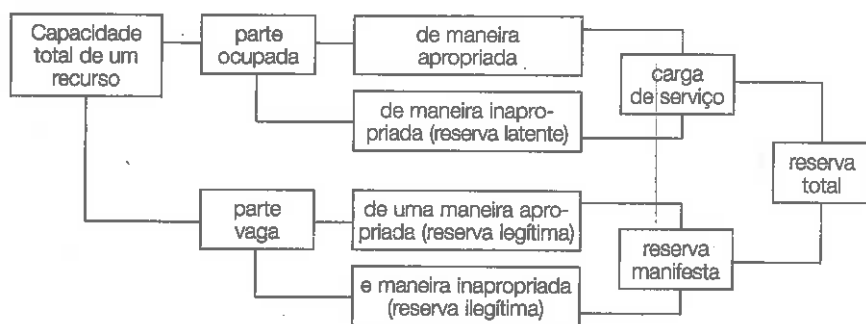 Capacidade
total de um
recurso
parte
ocupada
de maneira
apropriada
de maneira inapro-
priada (reserva latente)
carga
de serviço
reserva
total
parte
vaga
de uma maneira apro-
priada (reserva legítima)
e maneira inapropriada
(reserva ilegítima)
reserva
manifesta